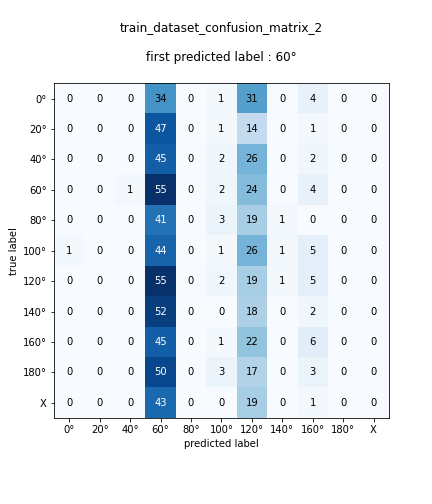 train_dataset_confusion_matrix_2
first predicted label : 60°
true label
0° 0 0 0 34 0 1 31 0 4 0 0
20° 0 0 0 47 0 1 14 0 1 0 0
40° 0 0 0 45 0 2 26 0 2 0 0
60° 0 0 1 55 0 2 24 0 4 0 0
80° 0 0 0 41 0 3 19 1 0 0 0
100° 1 0 0 44 0 1 26 1 5 0 0
120° 0 0 0 55 0 2 19 1 5 0 0
140° 0 0 0 52 0 0 18 0 2 0 0
160° 0 0 0 45 0 1 22 0 6 0 0
180° 0 0 0 50 0 3 17 0 3 0 0
X 0 0 0 43 0 0 19 0 1 0 0
0° 20° 40° 60° 80° 100° 120° 140° 160° 180° X
predicted label